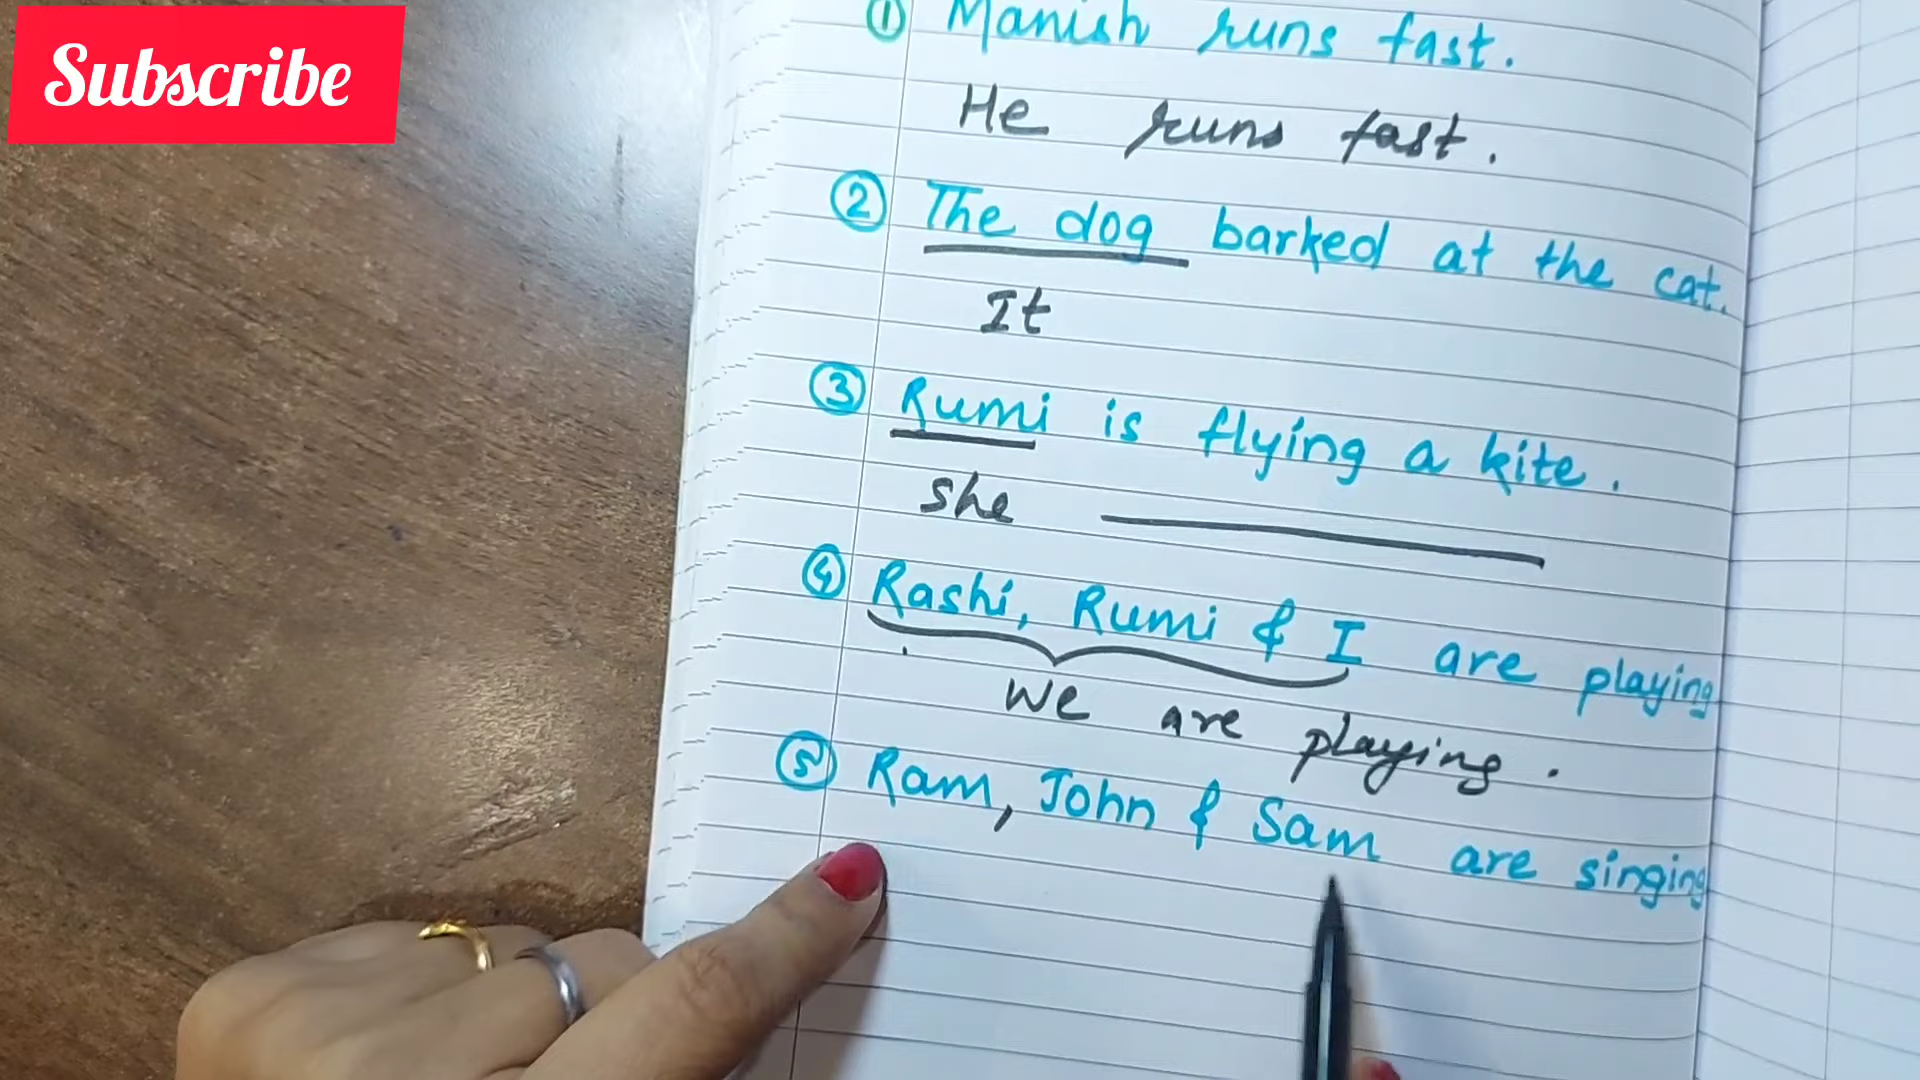 Subscribe
① Manish runs fast.
He runs fast.
② The dog barked at the cat.
It
③ Rumi is flying a kite.
She
④ Rashi, Rumi & I are playing
We are playing.
⑤ Ram, John & Sam are singing